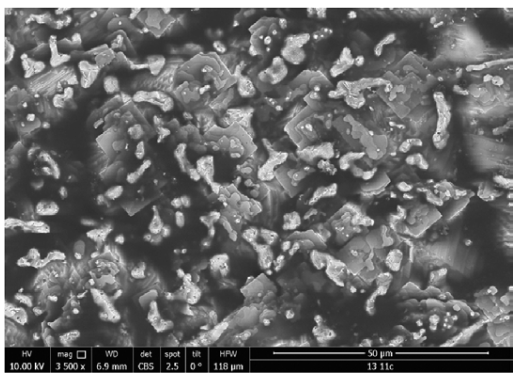 HV mag □ WD det spot tilt HFW 50 µm
10.00 kV 3 500 x 6.9 mm CBS 2.5 0 ° 118 µm 13 11c